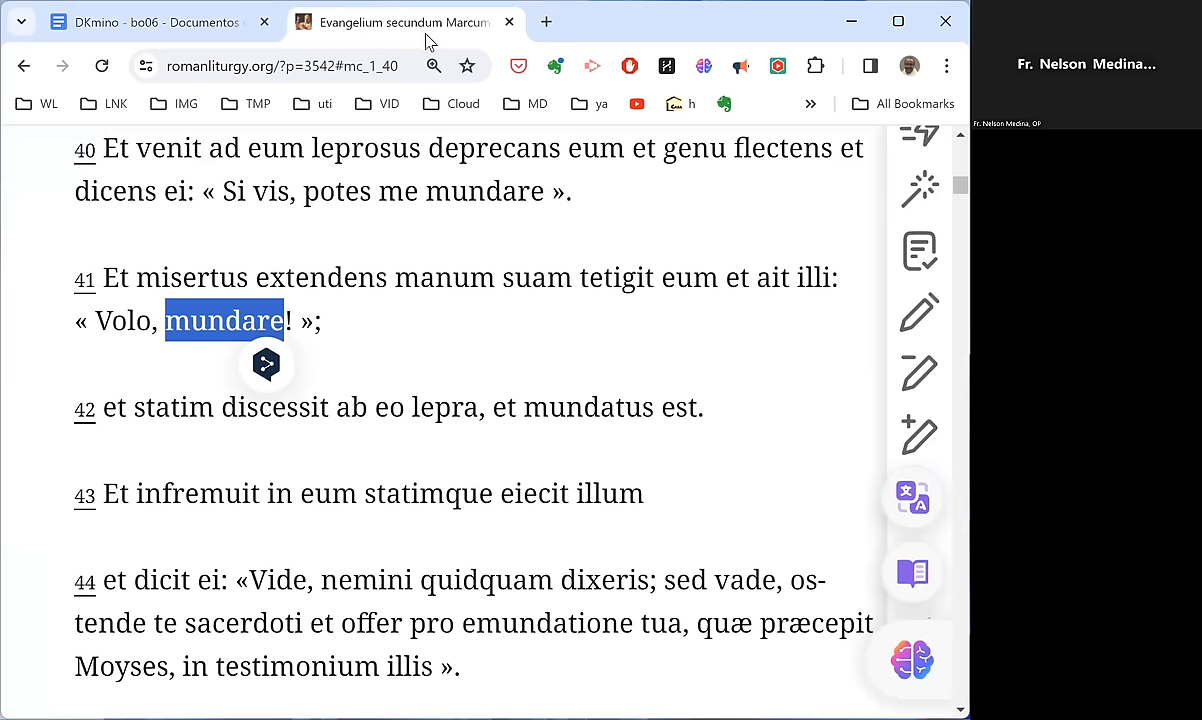 DKmino - bo06 - Documentos
Evangelium secundum Marcum
romanliturgy.org/?p=3542#mc_1_40
WL LNK IMG TMP uti VID Cloud MD ya h » All Bookmarks
40 Et venit ad eum leprosus deprecans eum et genu flectens et
dicens ei: « Si vis, potes me mundare ».
41 Et misertus extendens manum suam tetigit eum et ait illi:
« Volo, mundare! »;
42 et statim discessit ab eo lepra, et mundatus est.
43 Et infremuit in eum statimque eiecit illum
44 et dicit ei: «Vide, nemini quidquam dixeris; sed vade, os-
tende te sacerdoti et offer pro emundatione tua, quæ præcepit
Moyses, in testimonium illis ».
Fr. Nelson Medina...
Fr. Nelson Medina, OP